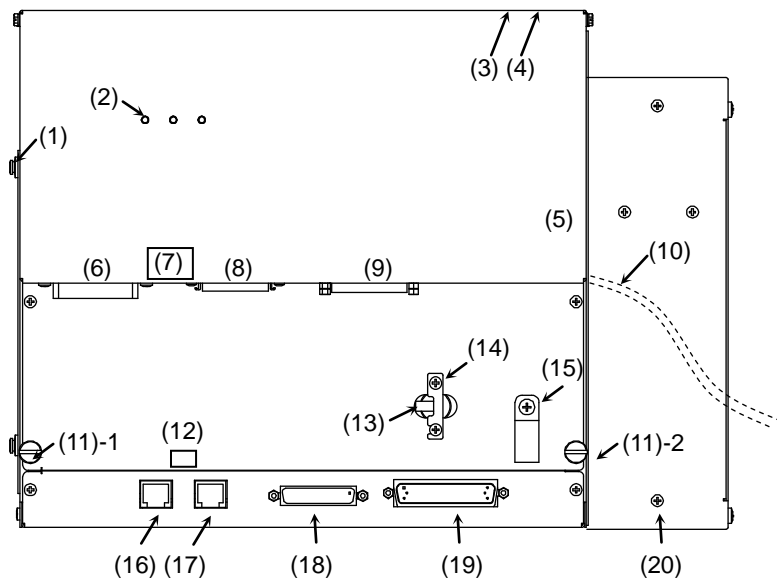 (3) (4)
(2)
(1)
(5)
(10)
(6) (7) (8) (9)
(14)
(15)
(13)
(11)-1 (12) (11)-2
(16) (17) (18) (19) (20)